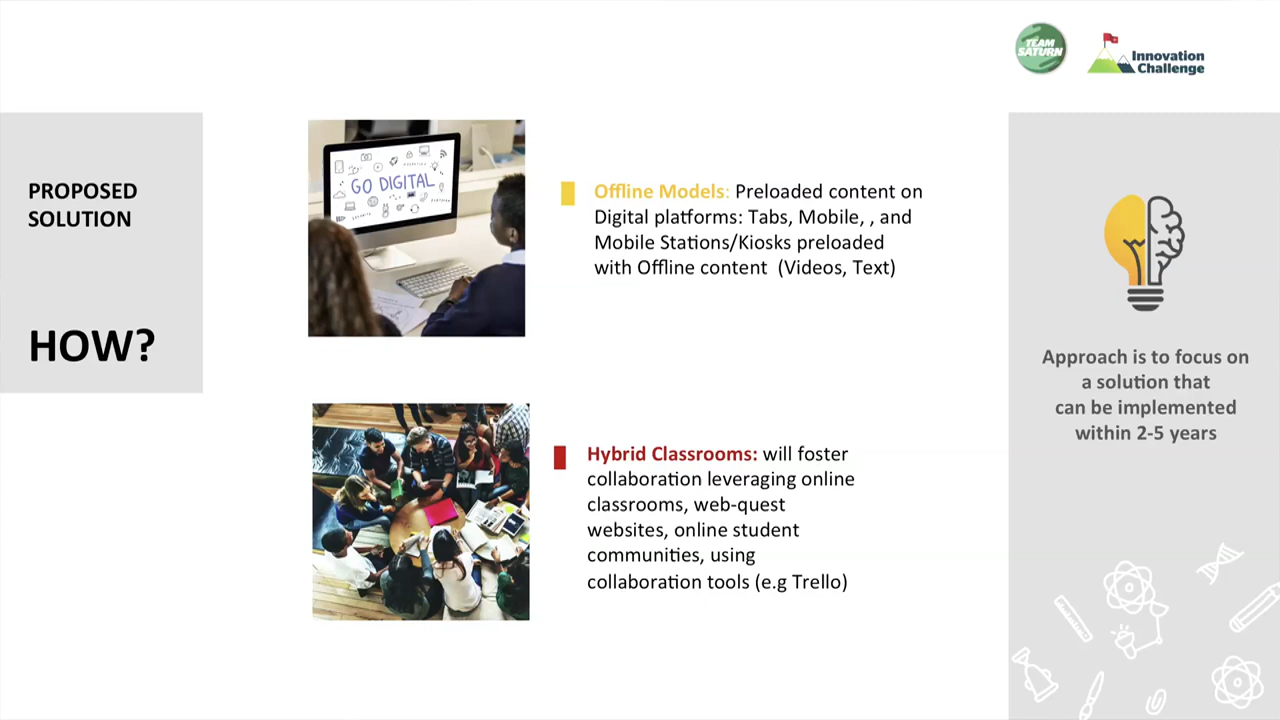 TEAM
SATURN
Innovation
Challenge
PROPOSED
SOLUTION
HOW?
GO DIGITAL
Offline Models: Preloaded content on
Digital platforms: Tabs, Mobile, , and
Mobile Stations/Kiosks preloaded
with Offline content (Videos, Text)
Hybrid Classrooms: will foster
collaboration leveraging online
classrooms, web-quest
websites, online student
communities, using
collaboration tools (e.g Trello)
Approach is to focus on
a solution that
can be implemented
within 2-5 years